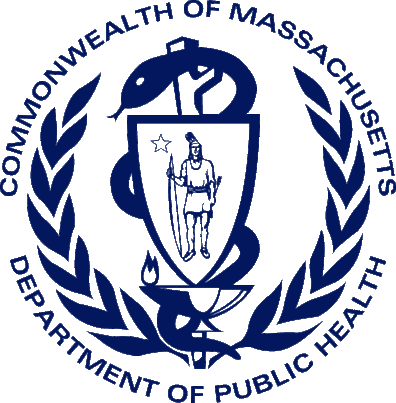 COMMONWEALTH OF MASSACHUSETTS
DEPARTMENT OF PUBLIC HEALTH